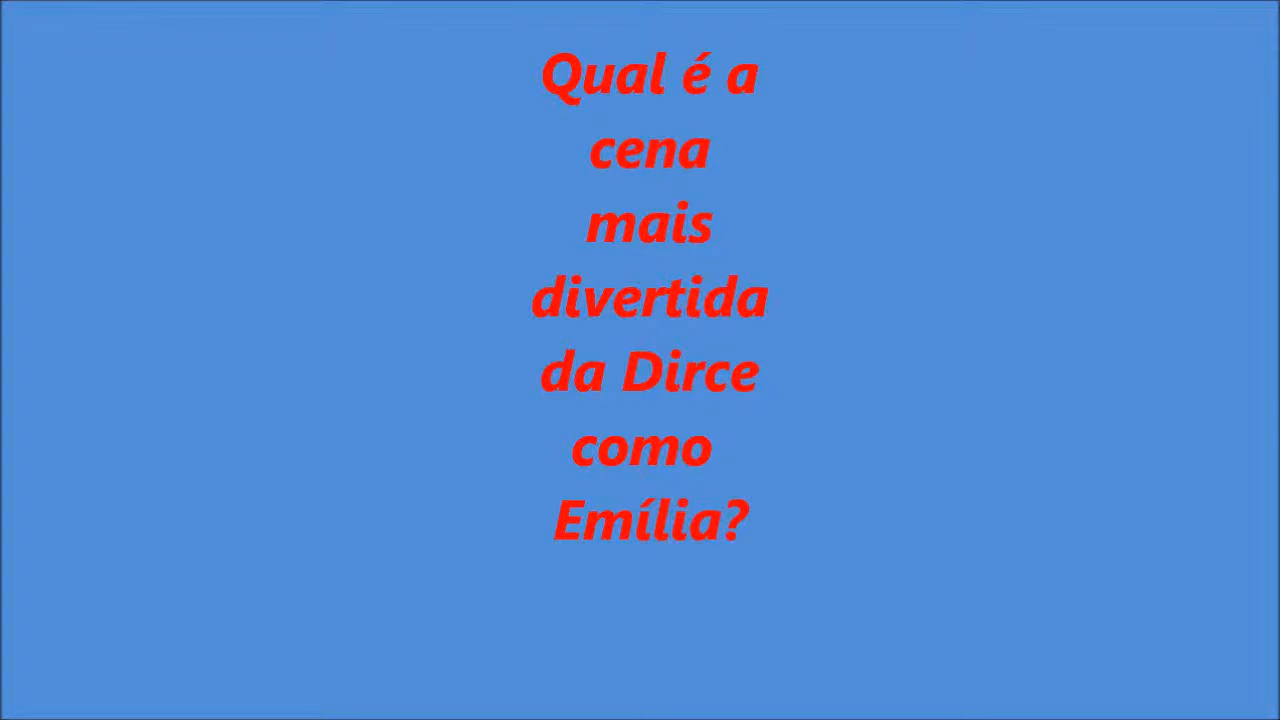 Qual é a
cena
mais
divertida
da Dirce
como
Emília?